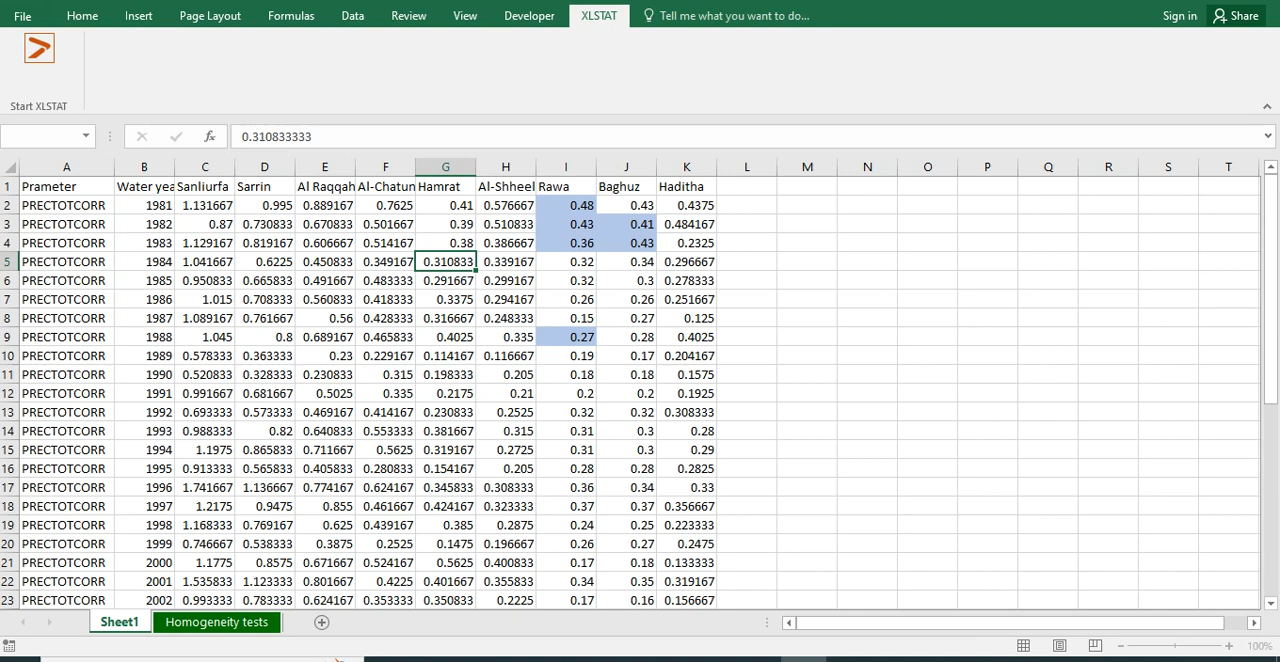 File Home Insert Page Layout Formulas Data Review View Developer XLSTAT Tell me what you want to do... Sign in Share
Start XLSTAT
fx 0.310833333
A B C D E F G H I J K L M N O P Q R S T
1 Prameter Water yea Sanliurfa Sarrin Al Raqqah Al-Chatun Hamrat Al-Shheel Rawa Baghuz Haditha
2 PRECTOTCORR 1981 1.131667 0.995 0.889167 0.7625 0.41 0.576667 0.48 0.43 0.4375
3 PRECTOTCORR 1982 0.87 0.730833 0.670833 0.501667 0.39 0.510833 0.43 0.41 0.484167
4 PRECTOTCORR 1983 1.129167 0.819167 0.606667 0.514167 0.38 0.386667 0.36 0.43 0.2325
5 PRECTOTCORR 1984 1.041667 0.6225 0.450833 0.349167 0.310833 0.339167 0.32 0.34 0.296667
6 PRECTOTCORR 1985 0.950833 0.665833 0.491667 0.483333 0.291667 0.299167 0.32 0.3 0.278333
7 PRECTOTCORR 1986 1.015 0.708333 0.560833 0.418333 0.3375 0.294167 0.26 0.26 0.251667
8 PRECTOTCORR 1987 1.089167 0.761667 0.56 0.428333 0.316667 0.248333 0.15 0.27 0.125
9 PRECTOTCORR 1988 1.045 0.8 0.689167 0.465833 0.4025 0.335 0.27 0.28 0.4025
10 PRECTOTCORR 1989 0.578333 0.363333 0.23 0.229167 0.114167 0.116667 0.19 0.17 0.204167
11 PRECTOTCORR 1990 0.520833 0.328333 0.230833 0.315 0.198333 0.205 0.18 0.18 0.1575
12 PRECTOTCORR 1991 0.991667 0.681667 0.5025 0.335 0.2175 0.21 0.2 0.2 0.1925
13 PRECTOTCORR 1992 0.693333 0.573333 0.469167 0.414167 0.230833 0.2525 0.32 0.32 0.308333
14 PRECTOTCORR 1993 0.988333 0.82 0.640833 0.553333 0.381667 0.315 0.31 0.3 0.28
15 PRECTOTCORR 1994 1.1975 0.865833 0.711667 0.5625 0.319167 0.2725 0.31 0.3 0.29
16 PRECTOTCORR 1995 0.913333 0.565833 0.405833 0.280833 0.154167 0.205 0.28 0.28 0.2825
17 PRECTOTCORR 1996 1.741667 1.136667 0.774167 0.624167 0.345833 0.308333 0.36 0.34 0.33
18 PRECTOTCORR 1997 1.2175 0.9475 0.855 0.461667 0.424167 0.323333 0.37 0.37 0.356667
19 PRECTOTCORR 1998 1.168333 0.769167 0.625 0.439167 0.385 0.2875 0.24 0.25 0.223333
20 PRECTOTCORR 1999 0.746667 0.538333 0.3875 0.2525 0.1475 0.196667 0.26 0.27 0.2475
21 PRECTOTCORR 2000 1.1775 0.8575 0.671667 0.524167 0.5625 0.400833 0.17 0.18 0.133333
22 PRECTOTCORR 2001 1.535833 1.123333 0.801667 0.4225 0.401667 0.355833 0.34 0.35 0.319167
23 PRECTOTCORR 2002 0.993333 0.783333 0.624167 0.353333 0.350833 0.2225 0.17 0.16 0.156667
Sheet1 Homogeneity tests
100%